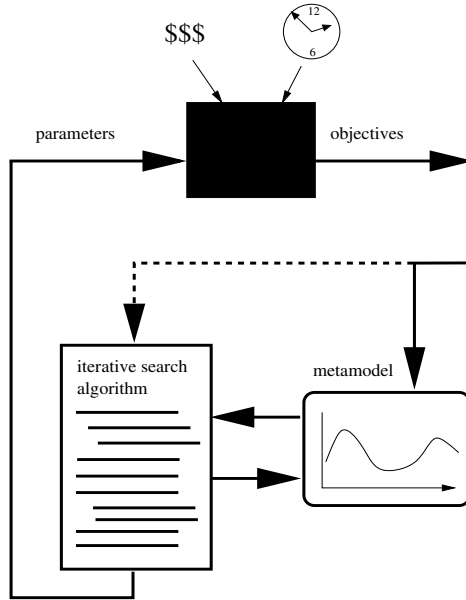 $$$
12
6
parameters
objectives
iterative search
algorithm
metamodel